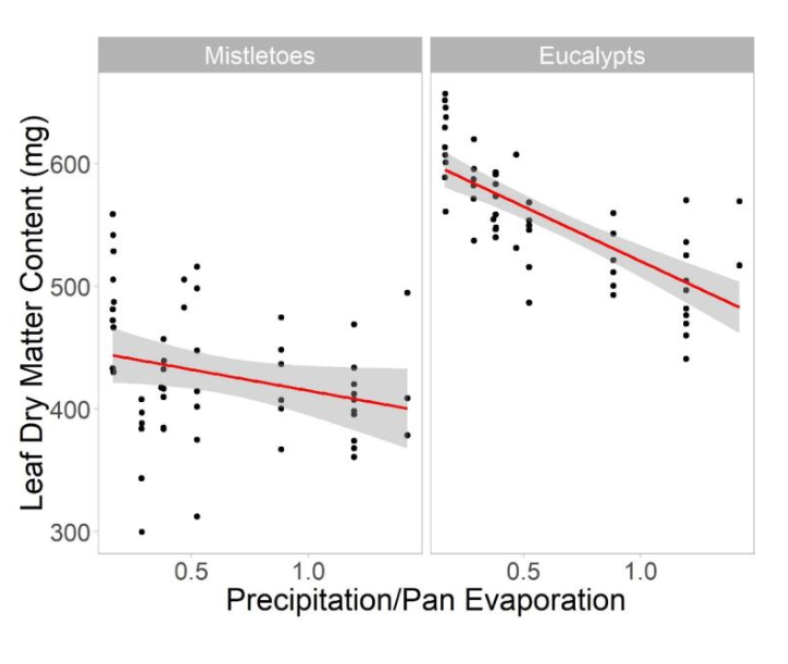 Mistletoes Eucalypts
Leaf Dry Matter Content (mg)
600
500
400
300
0.5 1.0 0.5 1.0
Precipitation/Pan Evaporation